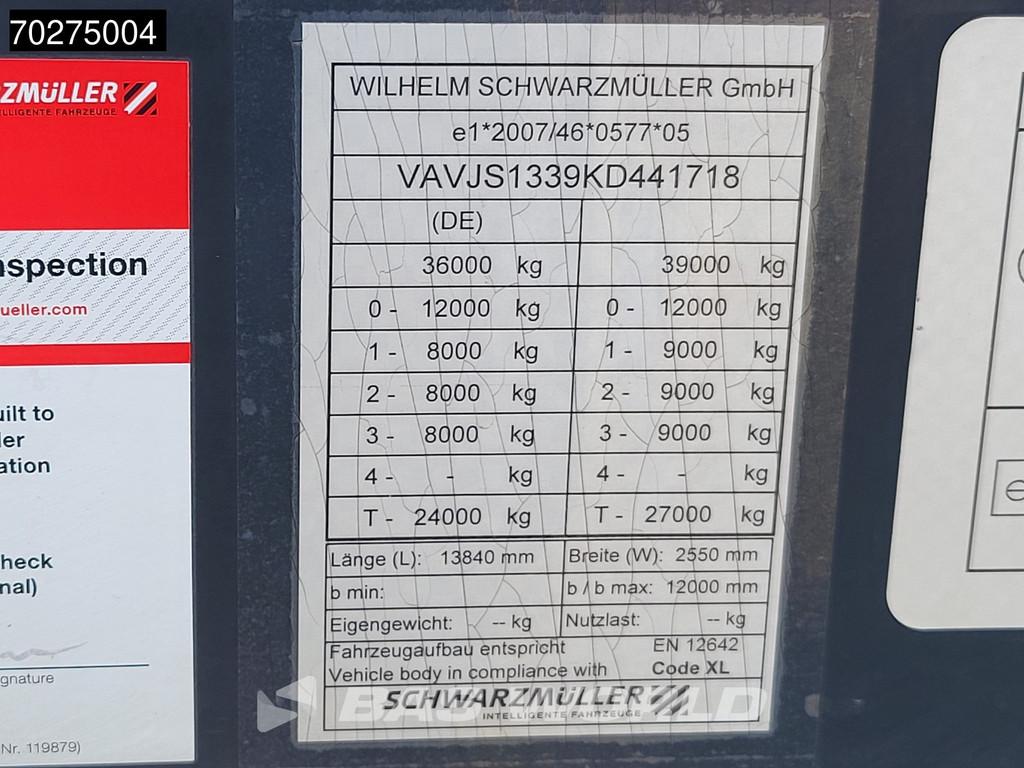 70275004
ZMÜLLER
INTELLIGENTE FAHRZEUGE
nspection
ueller.com
uilt to
der
ation
check
nal)
gnature
Nr. 119879)
WILHELM SCHWARZMÜLLER GmbH
e1*2007/46*0577*05
VAVJS1339KD441718
(DE)
36000 kg 39000 kg
0 - 12000 kg 0 - 12000 kg
1 - 8000 kg 1 - 9000 kg
2 - 8000 kg 2 - 9000 kg
3 - 8000 kg 3 - 9000 kg
4 - - kg 4 - - kg
T - 24000 kg T - 27000 kg
Länge (L): 13840 mm Breite (W): 2550 mm
b min: b / b max: 12000 mm
Eigengewicht: -- kg Nutzlast: -- kg
Fahrzeugaufbau entspricht EN 12642
Vehicle body in compliance with Code XL
SCHWARZMÜLLER
INTELLIGENTE FAHRZEUGE